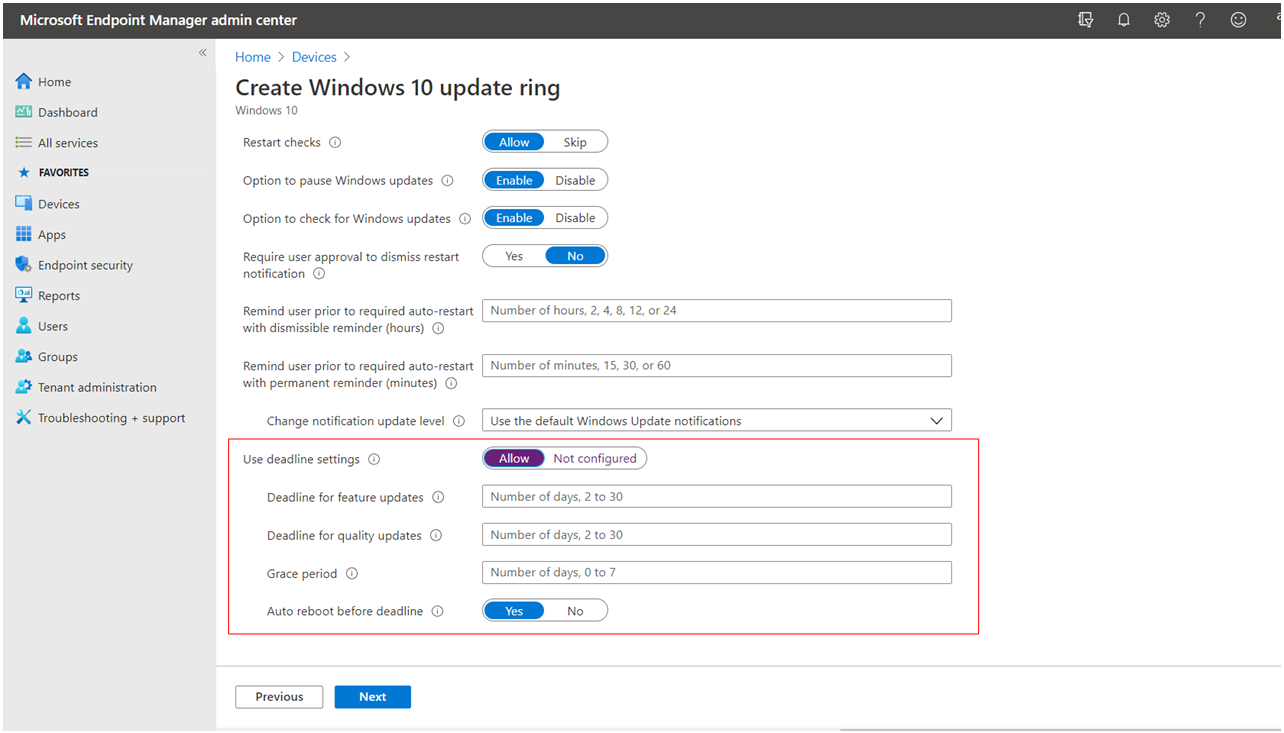 Microsoft Endpoint Manager admin center
Home
Dashboard
All services
FAVORITES
Devices
Apps
Endpoint security
Reports
Users
Groups
Tenant administration
Troubleshooting + support
Home > Devices >
Create Windows 10 update ring
Windows 10
Restart checks Allow Skip
Option to pause Windows updates Enable Disable
Option to check for Windows updates Enable Disable
Require user approval to dismiss restart
notification Yes No
Remind user prior to required auto-restart
with dismissible reminder (hours) Number of hours, 2, 4, 8, 12, or 24
Remind user prior to required auto-restart
with permanent reminder (minutes) Number of minutes, 15, 30, or 60
Change notification update level Use the default Windows Update notifications
Use deadline settings Allow Not configured
Deadline for feature updates Number of days, 2 to 30
Deadline for quality updates Number of days, 2 to 30
Grace period Number of days, 0 to 7
Auto reboot before deadline Yes No
Previous Next